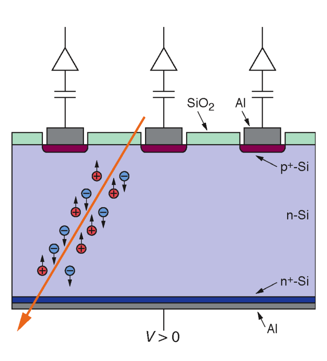 SiO₂
Al
p⁺-Si
n-Si
n⁺-Si
Al
V > 0
+ −
− +
+ −
− +
+ −